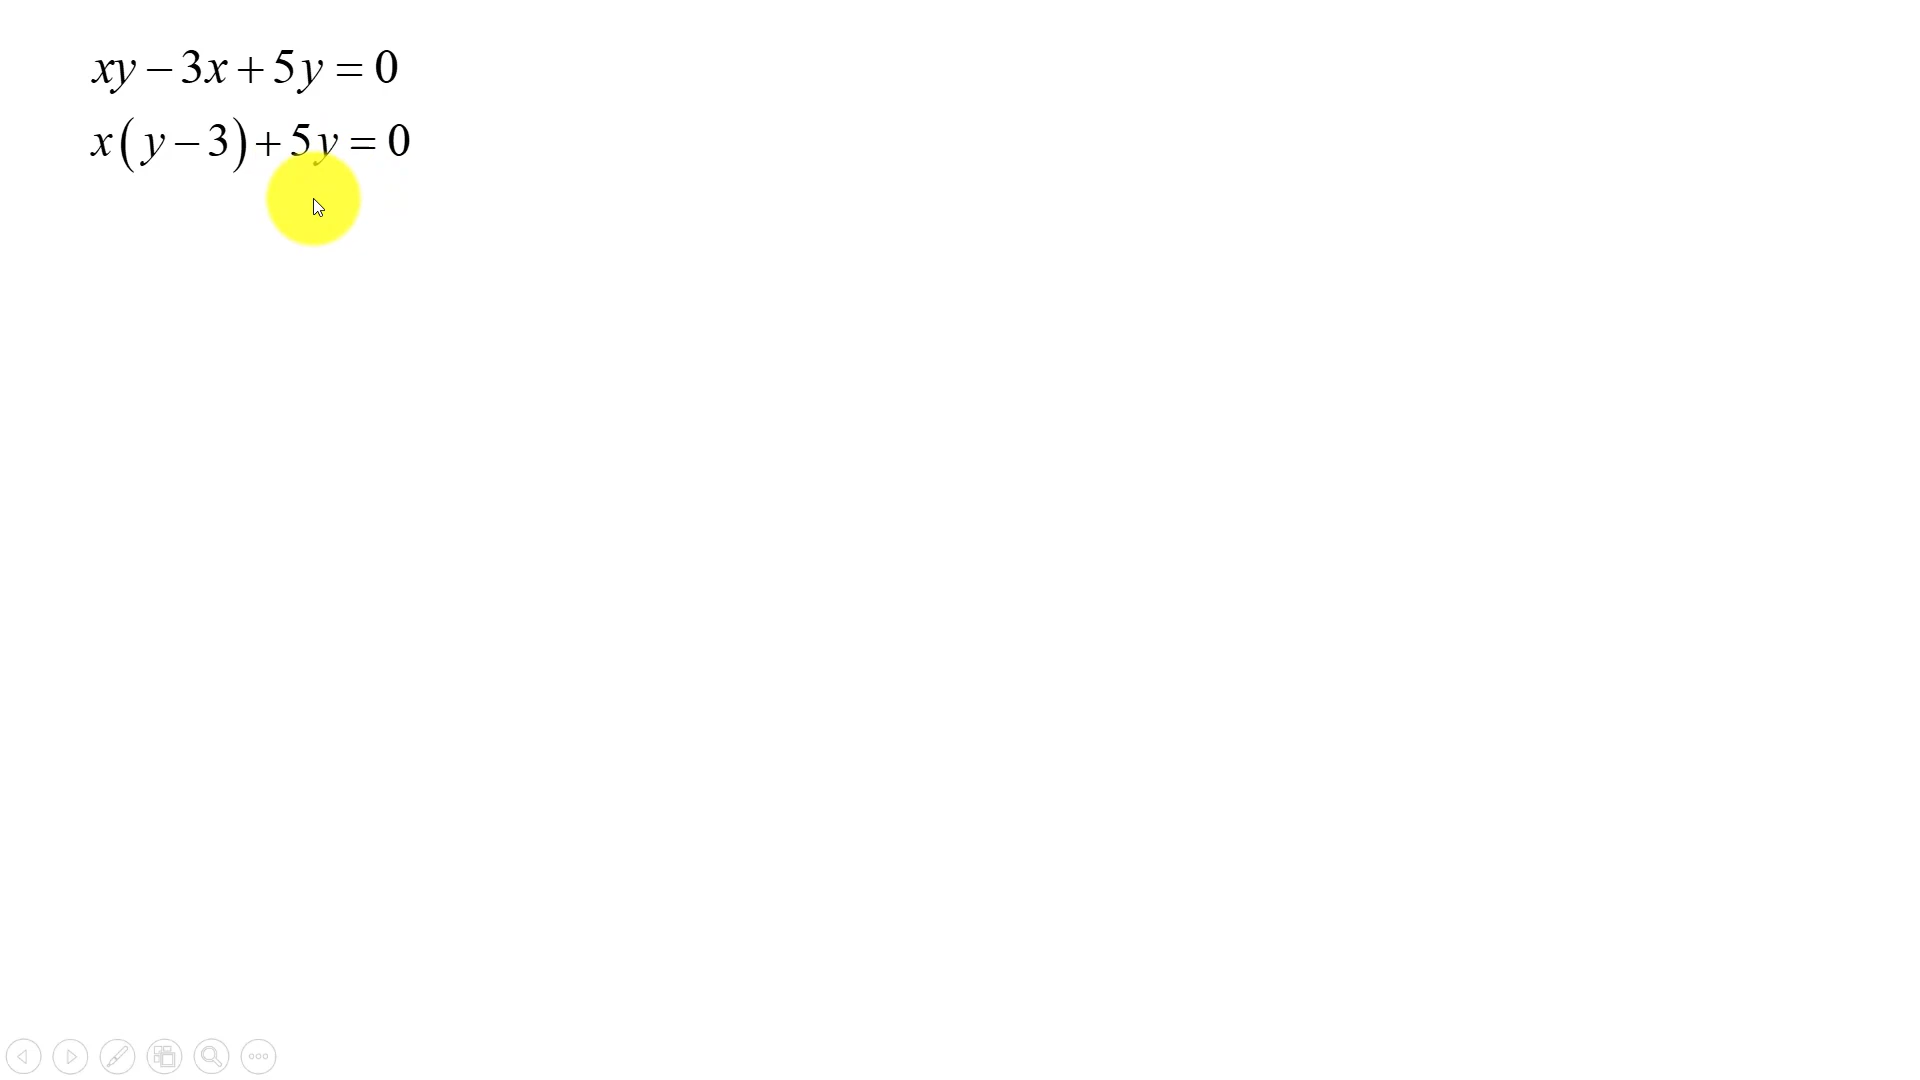 xy − 3x + 5y = 0
x(y − 3) + 5y = 0